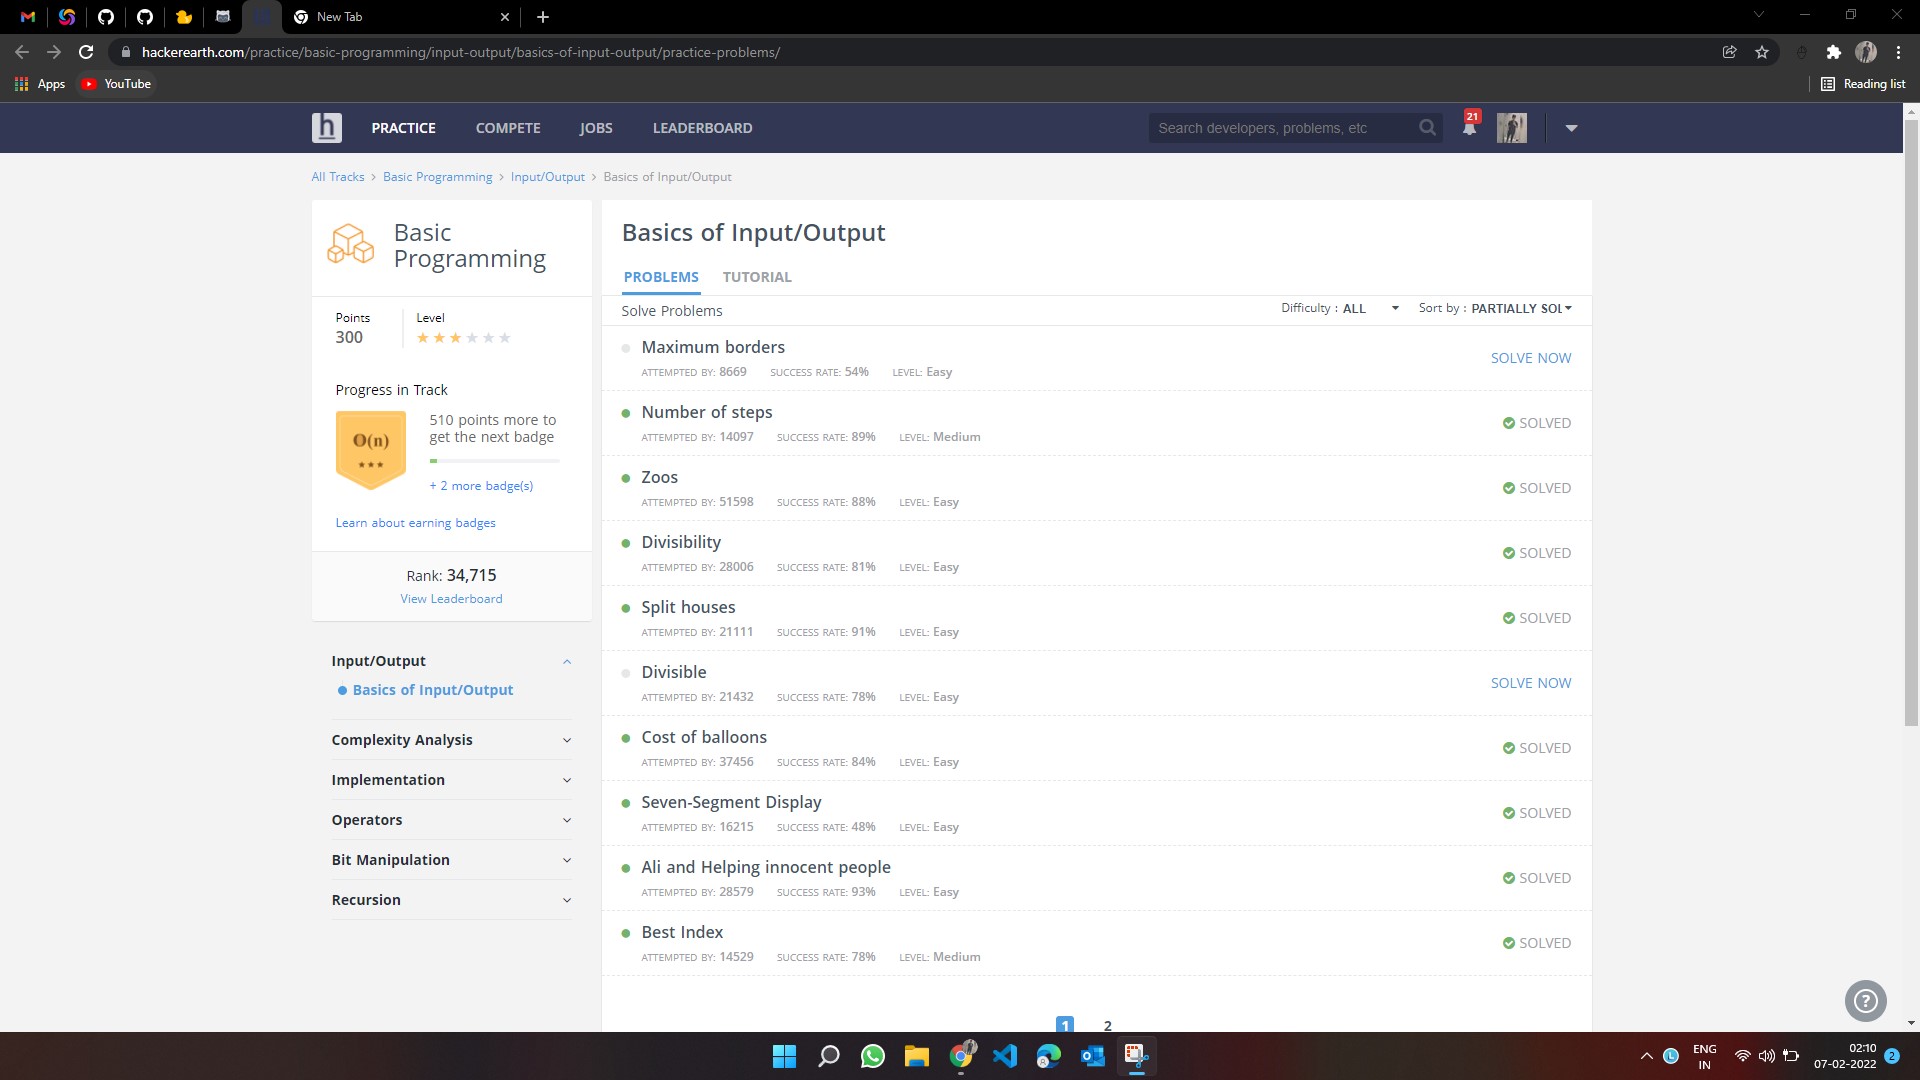 New Tab
hackerearth.com/practice/basic-programming/input-output/basics-of-input-output/practice-problems/
Apps YouTube Reading list
h PRACTICE COMPETE JOBS LEADERBOARD Search developers, problems, etc 21
All Tracks > Basic Programming > Input/Output > Basics of Input/Output
Basic
Programming
Points Level
300
Progress in Track
O(n)
510 points more to
get the next badge
+ 2 more badge(s)
Learn about earning badges
Rank: 34,715
View Leaderboard
Input/Output
Basics of Input/Output
Complexity Analysis
Implementation
Operators
Bit Manipulation
Recursion
Basics of Input/Output
PROBLEMS TUTORIAL
Solve Problems Difficulty : ALL Sort by : PARTIALLY SOL
Maximum borders
ATTEMPTED BY: 8669 SUCCESS RATE: 54% LEVEL: Easy
SOLVE NOW
Number of steps
ATTEMPTED BY: 14097 SUCCESS RATE: 89% LEVEL: Medium
SOLVED
Zoos
ATTEMPTED BY: 51598 SUCCESS RATE: 88% LEVEL: Easy
SOLVED
Divisibility
ATTEMPTED BY: 28006 SUCCESS RATE: 81% LEVEL: Easy
SOLVED
Split houses
ATTEMPTED BY: 21111 SUCCESS RATE: 91% LEVEL: Easy
SOLVED
Divisible
ATTEMPTED BY: 21432 SUCCESS RATE: 78% LEVEL: Easy
SOLVE NOW
Cost of balloons
ATTEMPTED BY: 37456 SUCCESS RATE: 84% LEVEL: Easy
SOLVED
Seven-Segment Display
ATTEMPTED BY: 16215 SUCCESS RATE: 48% LEVEL: Easy
SOLVED
Ali and Helping innocent people
ATTEMPTED BY: 28579 SUCCESS RATE: 93% LEVEL: Easy
SOLVED
Best Index
ATTEMPTED BY: 14529 SUCCESS RATE: 78% LEVEL: Medium
SOLVED
1 2
?
ENG
IN
02:10
07-02-2022
2